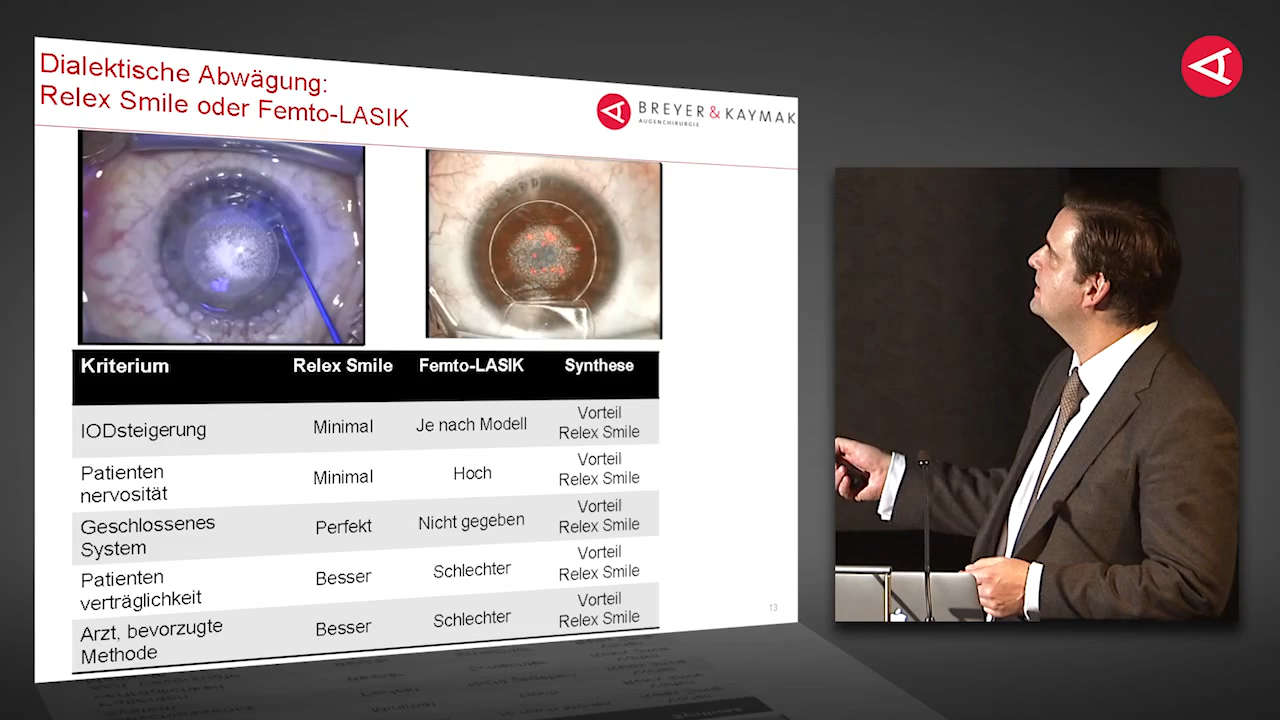 Dialektische Abwägung:
Relex Smile oder Femto-LASIK
BREYER & KAYMAK
AUGENCHIRURGIE
Kriterium Relex Smile Femto-LASIK Synthese
IODsteigerung Minimal Je nach Modell Vorteil
Relex Smile
Patienten
nervosität Minimal Hoch Vorteil
Relex Smile
Geschlossenes
System Perfekt Nicht gegeben Vorteil
Relex Smile
Patienten
verträglichkeit Besser Schlechter Vorteil
Relex Smile
Arzt, bevorzugte
Methode Besser Schlechter Vorteil
Relex Smile
13